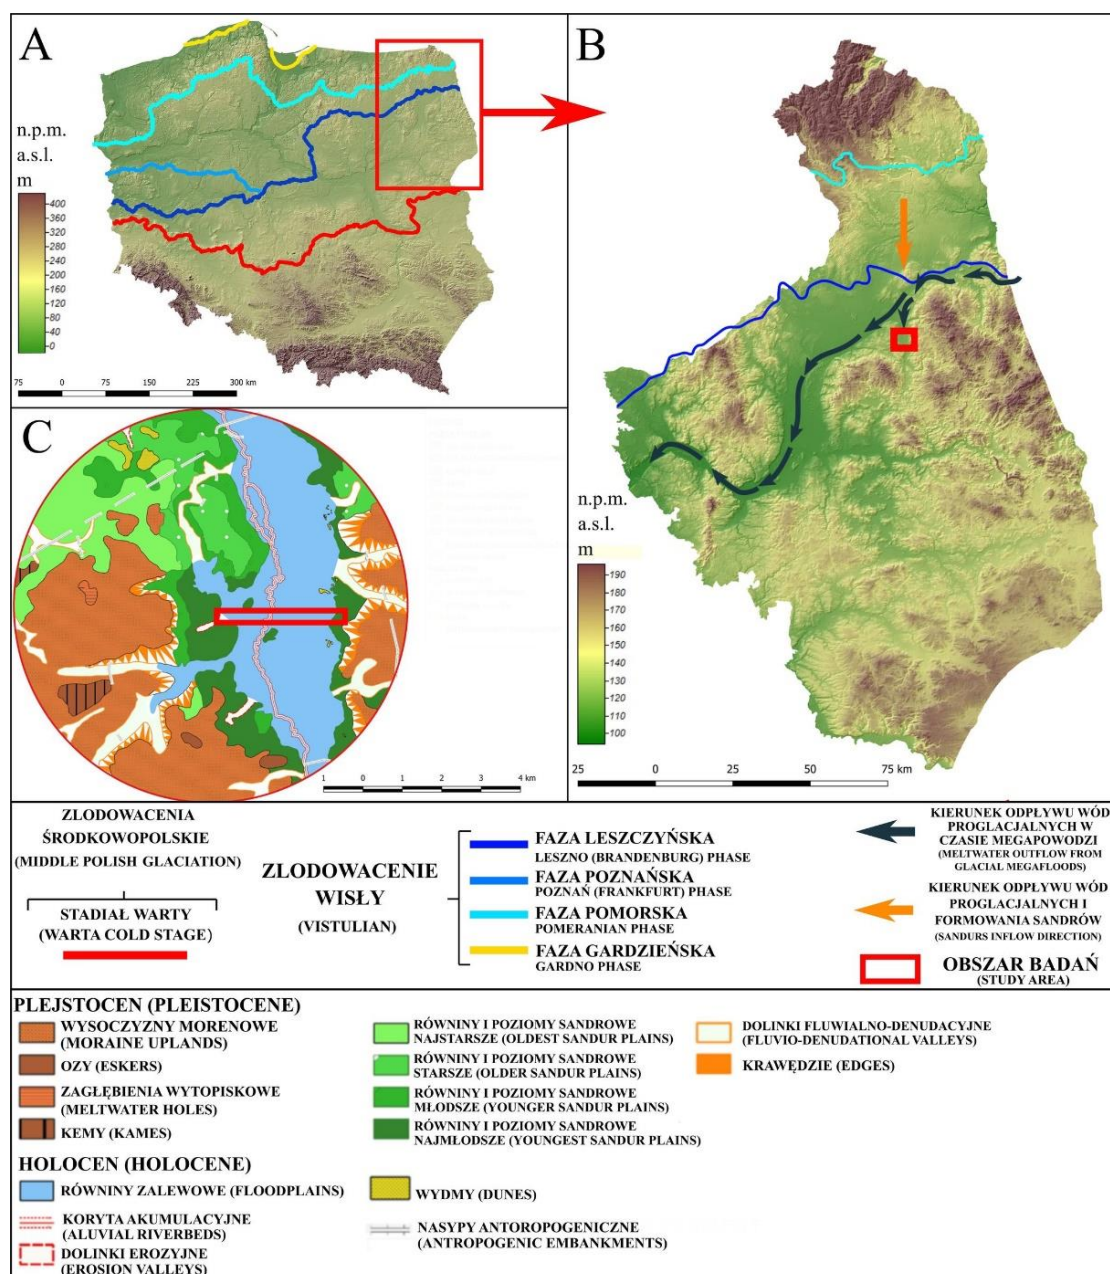 A
n.p.m.
a.s.l.
m
400
360
320
280
240
200
160
120
80
40
0
75 0 75 150 225 300 km
B
n.p.m.
a.s.l.
m
190
180
170
160
150
140
130
120
110
100
25 0 25 50 75 km
C
1 0 1 2 3 4 km
ZLODOWACENIA
ŚRODKOWOPOLSKIE
(MIDDLE POLISH GLACIATION)
STADIAŁ WARTY
(WARTA COLD STAGE)
ZLODOWACENIE
WISŁY
(VISTULIAN)
FAZA LESZCZYŃSKA
LESZNO (BRANDENBURG) PHASE
FAZA POZNAŃSKA
POZNAŃ (FRANKFURT) PHASE
FAZA POMORSKA
POMERANIAN PHASE
FAZA GARDZIEŃSKA
GARDNO PHASE
KIERUNEK ODPŁYWU WÓD
PROGLACJALNYCH W
CZASIE MEGAPOWODZI
(MELTWATER OUTFLOW FROM
GLACIAL MEGAFLOODS)
KIERUNEK ODPŁYWU WÓD
PROGLACJALNYCH I
FORMOWANIA SANDRÓW
(SANDURS INFLOW DIRECTION)
OBSZAR BADAŃ
(STUDY AREA)
PLEJSTOCEN (PLEISTOCENE)
WYSOCZYZNY MORENOWE
(MORAINE UPLANDS)
OZY (ESKERS)
ZAGŁĘBIENIA WYTOPISKOWE
(MELTWATER HOLES)
KEMY (KAMES)
RÓWNINY I POZIOMY SANDROWE
NAJSTARSZE (OLDEST SANDUR PLAINS)
RÓWNINY I POZIOMY SANDROWE
STARSZE (OLDER SANDUR PLAINS)
RÓWNINY I POZIOMY SANDROWE
MŁODSZE (YOUNGER SANDUR PLAINS)
RÓWNINY I POZIOMY SANDROWE
NAJMŁODSZE (YOUNGEST SANDUR PLAINS)
DOLINKI FLUWIALNO-DENUDACYJNE
(FLUVIO-DENUDATIONAL VALLEYS)
KRAWĘDZIE (EDGES)
HOLOCEN (HOLOCENE)
RÓWNINY ZALEWOWE (FLOODPLAINS)
KORYTA AKUMULACYJNE
(ALUVIAL RIVERBEDS)
DOLINKI EROZYJNE
(EROSION VALLEYS)
WYDMY (DUNES)
NASYPY ANTOROPOGENICZNE
(ANTROPOGENIC EMBANKMENTS)